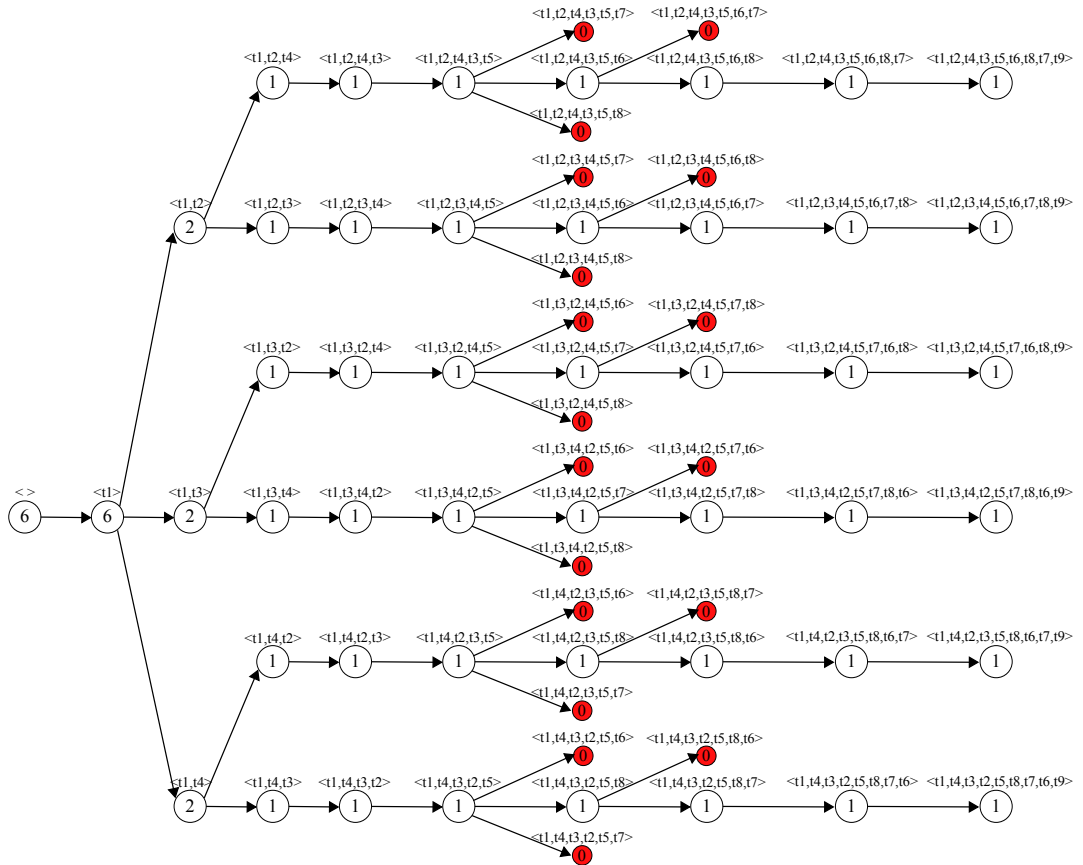 <t1,t2,t4,t3,t5,t7> <t1,t2,t4,t3,t5,t6,t7>
0 0
<t1,t2,t4> <t1,t2,t4,t3> <t1,t2,t4,t3,t5> <t1,t2,t4,t3,t5,t6> <t1,t2,t4,t3,t5,t6,t8> <t1,t2,t4,t3,t5,t6,t8,t7> <t1,t2,t4,t3,t5,t6,t8,t7,t9>
1 1 1 1 1 1 1
<t1,t2,t4,t3,t5,t8>
0
<t1,t2,t3,t4,t5,t7> <t1,t2,t3,t4,t5,t6,t8>
0 0
<t1,t2> <t1,t2,t3> <t1,t2,t3,t4> <t1,t2,t3,t4,t5> <t1,t2,t3,t4,t5,t6> <t1,t2,t3,t4,t5,t6,t7> <t1,t2,t3,t4,t5,t6,t7,t8> <t1,t2,t3,t4,t5,t6,t7,t8,t9>
2 1 1 1 1 1 1 1
<t1,t2,t3,t4,t5,t8>
0
<t1,t3,t2,t4,t5,t6> <t1,t3,t2,t4,t5,t7,t8>
0 0
<t1,t3,t2> <t1,t3,t2,t4> <t1,t3,t2,t4,t5> <t1,t3,t2,t4,t5,t7> <t1,t3,t2,t4,t5,t7,t6> <t1,t3,t2,t4,t5,t7,t6,t8> <t1,t3,t2,t4,t5,t7,t6,t8,t9>
1 1 1 1 1 1 1
<t1,t3,t2,t4,t5,t8>
0
<t1,t3,t4,t2,t5,t6> <t1,t3,t4,t2,t5,t7,t6>
0 0
< > <t1> <t1,t3> <t1,t3,t4> <t1,t3,t4,t2> <t1,t3,t4,t2,t5> <t1,t3,t4,t2,t5,t7> <t1,t3,t4,t2,t5,t7,t8> <t1,t3,t4,t2,t5,t7,t8,t6> <t1,t3,t4,t2,t5,t7,t8,t6,t9>
6 6 2 1 1 1 1 1 1 1
<t1,t3,t4,t2,t5,t8>
0
<t1,t4,t2,t3,t5,t6> <t1,t4,t2,t3,t5,t8,t7>
0 0
<t1,t4,t2> <t1,t4,t2,t3> <t1,t4,t2,t3,t5> <t1,t4,t2,t3,t5,t8> <t1,t4,t2,t3,t5,t8,t6> <t1,t4,t2,t3,t5,t8,t6,t7> <t1,t4,t2,t3,t5,t8,t6,t7,t9>
1 1 1 1 1 1 1
<t1,t4,t2,t3,t5,t7>
0
<t1,t4,t3,t2,t5,t6> <t1,t4,t3,t2,t5,t8,t6>
0 0
<t1,t4> <t1,t4,t3> <t1,t4,t3,t2> <t1,t4,t3,t2,t5> <t1,t4,t3,t2,t5,t8> <t1,t4,t3,t2,t5,t8,t7> <t1,t4,t3,t2,t5,t8,t7,t6> <t1,t4,t3,t2,t5,t8,t7,t6,t9>
2 1 1 1 1 1 1 1
<t1,t4,t3,t2,t5,t7>
0